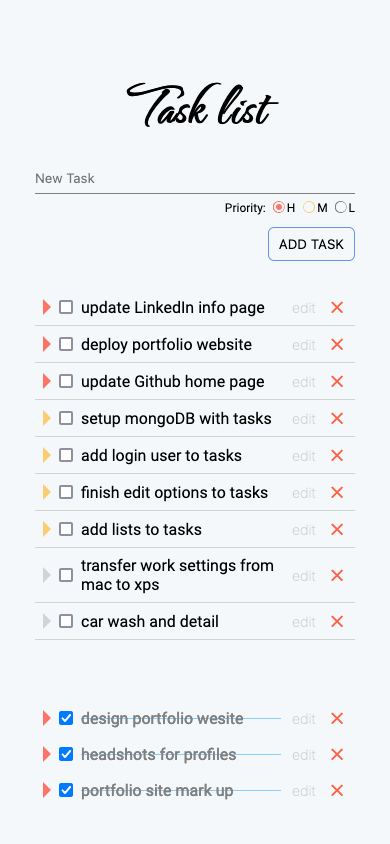 Task list
New Task
Priority: H M L
ADD TASK
update LinkedIn info page edit
deploy portfolio website edit
update Github home page edit
setup mongoDB with tasks edit
add login user to tasks edit
finish edit options to tasks edit
add lists to tasks edit
transfer work settings from
mac to xps edit
car wash and detail edit
design portfolio wesite edit
headshots for profiles edit
portfolio site mark up edit